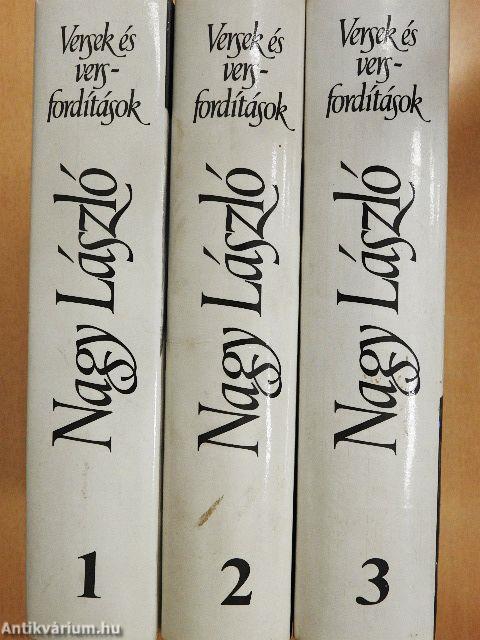 Versek és
vers-
fordítások
Nagy László
1
Versek és
vers-
fordítások
Nagy László
2
Versek és
vers-
fordítások
Nagy László
3
Antikvárium.hu